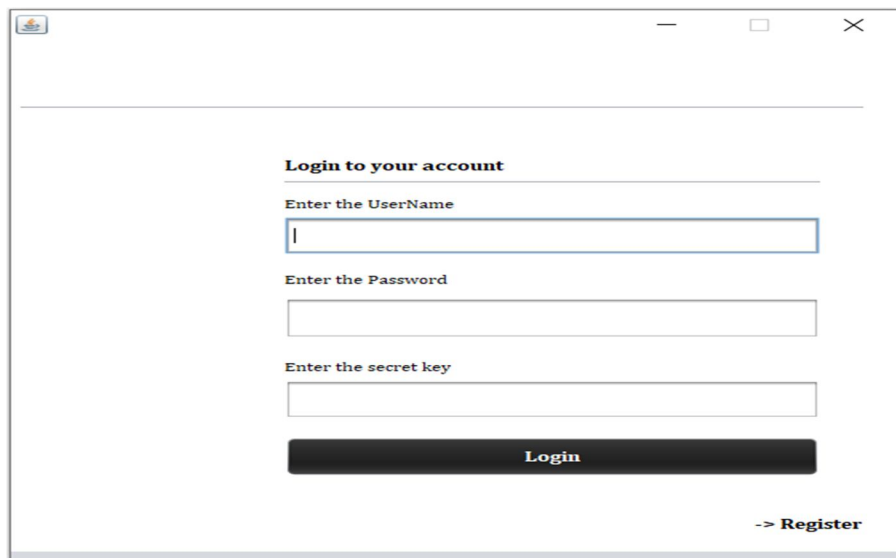 Login to your account
Enter the UserName
Enter the Password
Enter the secret key
Login
-> Register